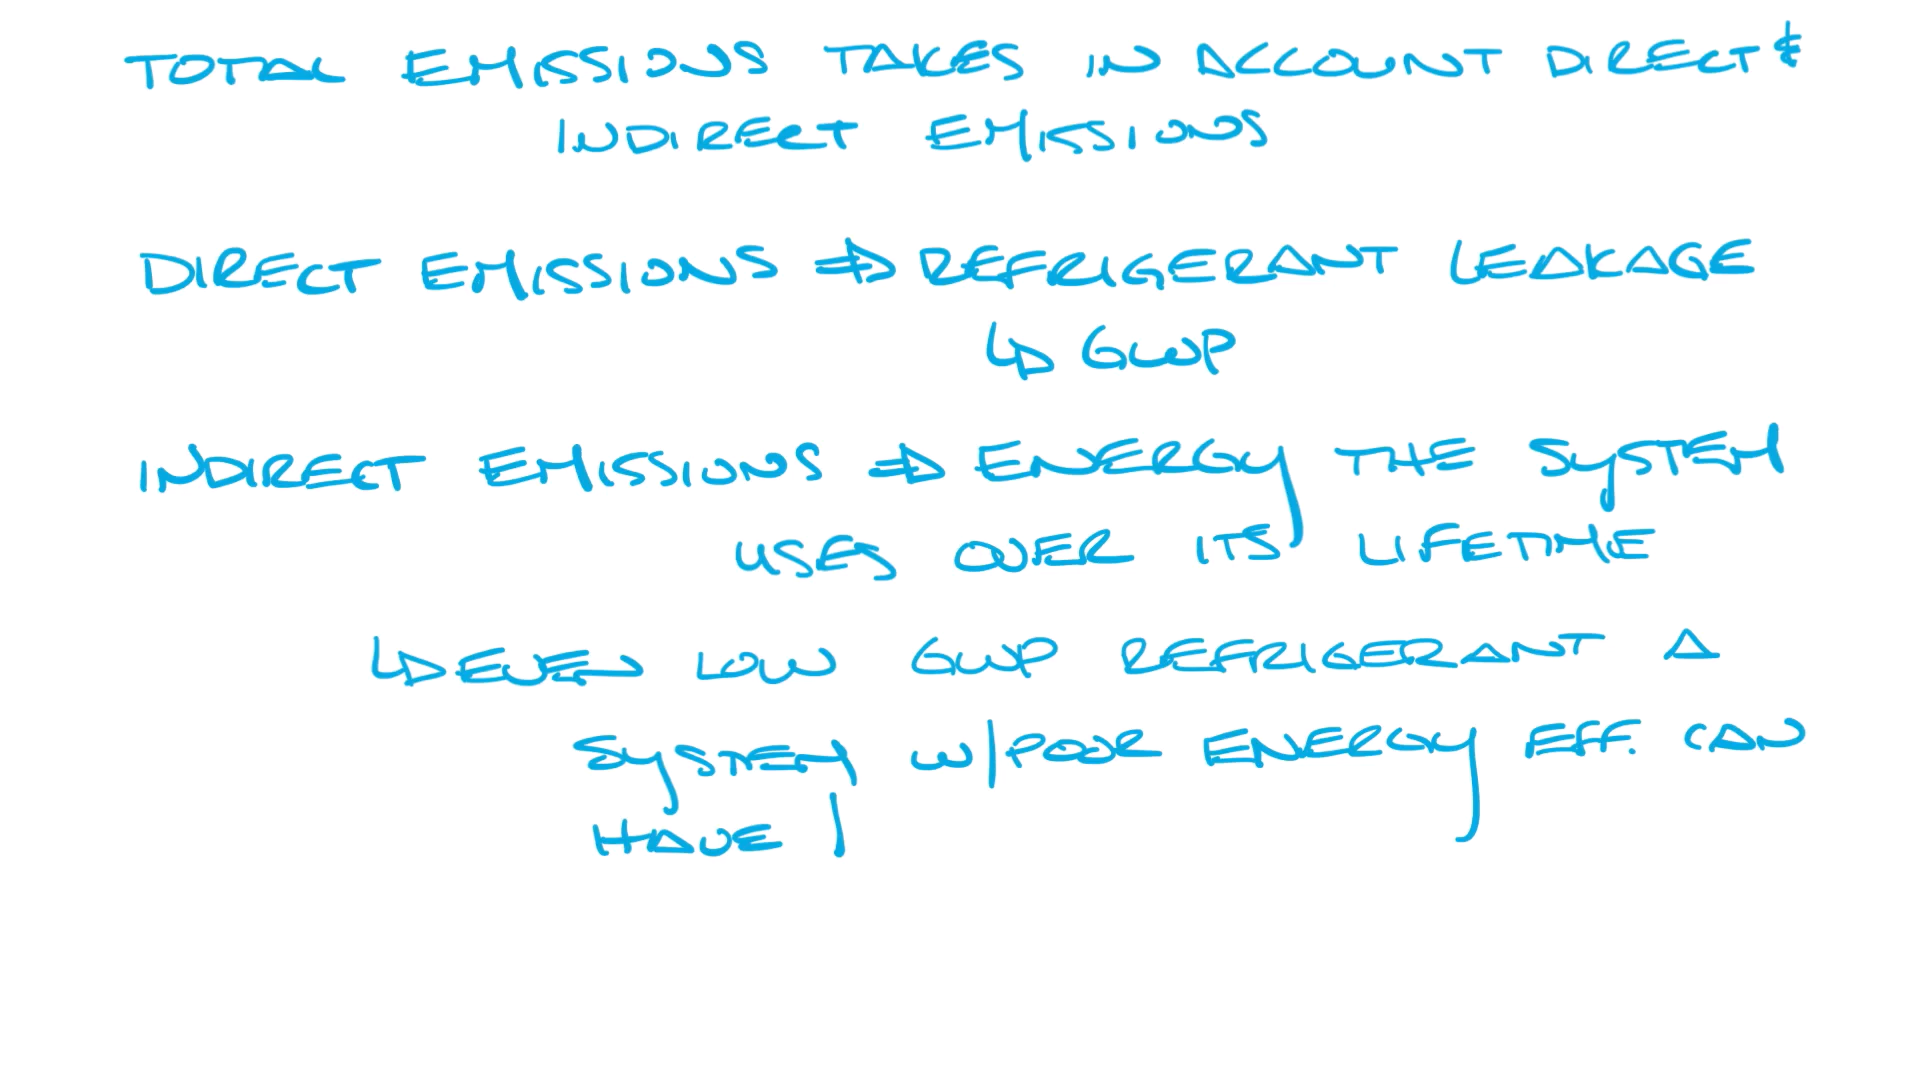 TOTAL EMISSIONS TAKES IN ACCOUNT DIRECT &
INDIRECT EMISSIONS
DIRECT EMISSIONS ⇒ REFRIGERANT LEAKAGE
↳ GWP
INDIRECT EMISSIONS ⇒ ENERGY THE SYSTEM
USES OVER ITS LIFETIME
↳ EVEN LOW GWP REFRIGERANT A
SYSTEM W/POOR ENERGY EFF. CAN
HAVE